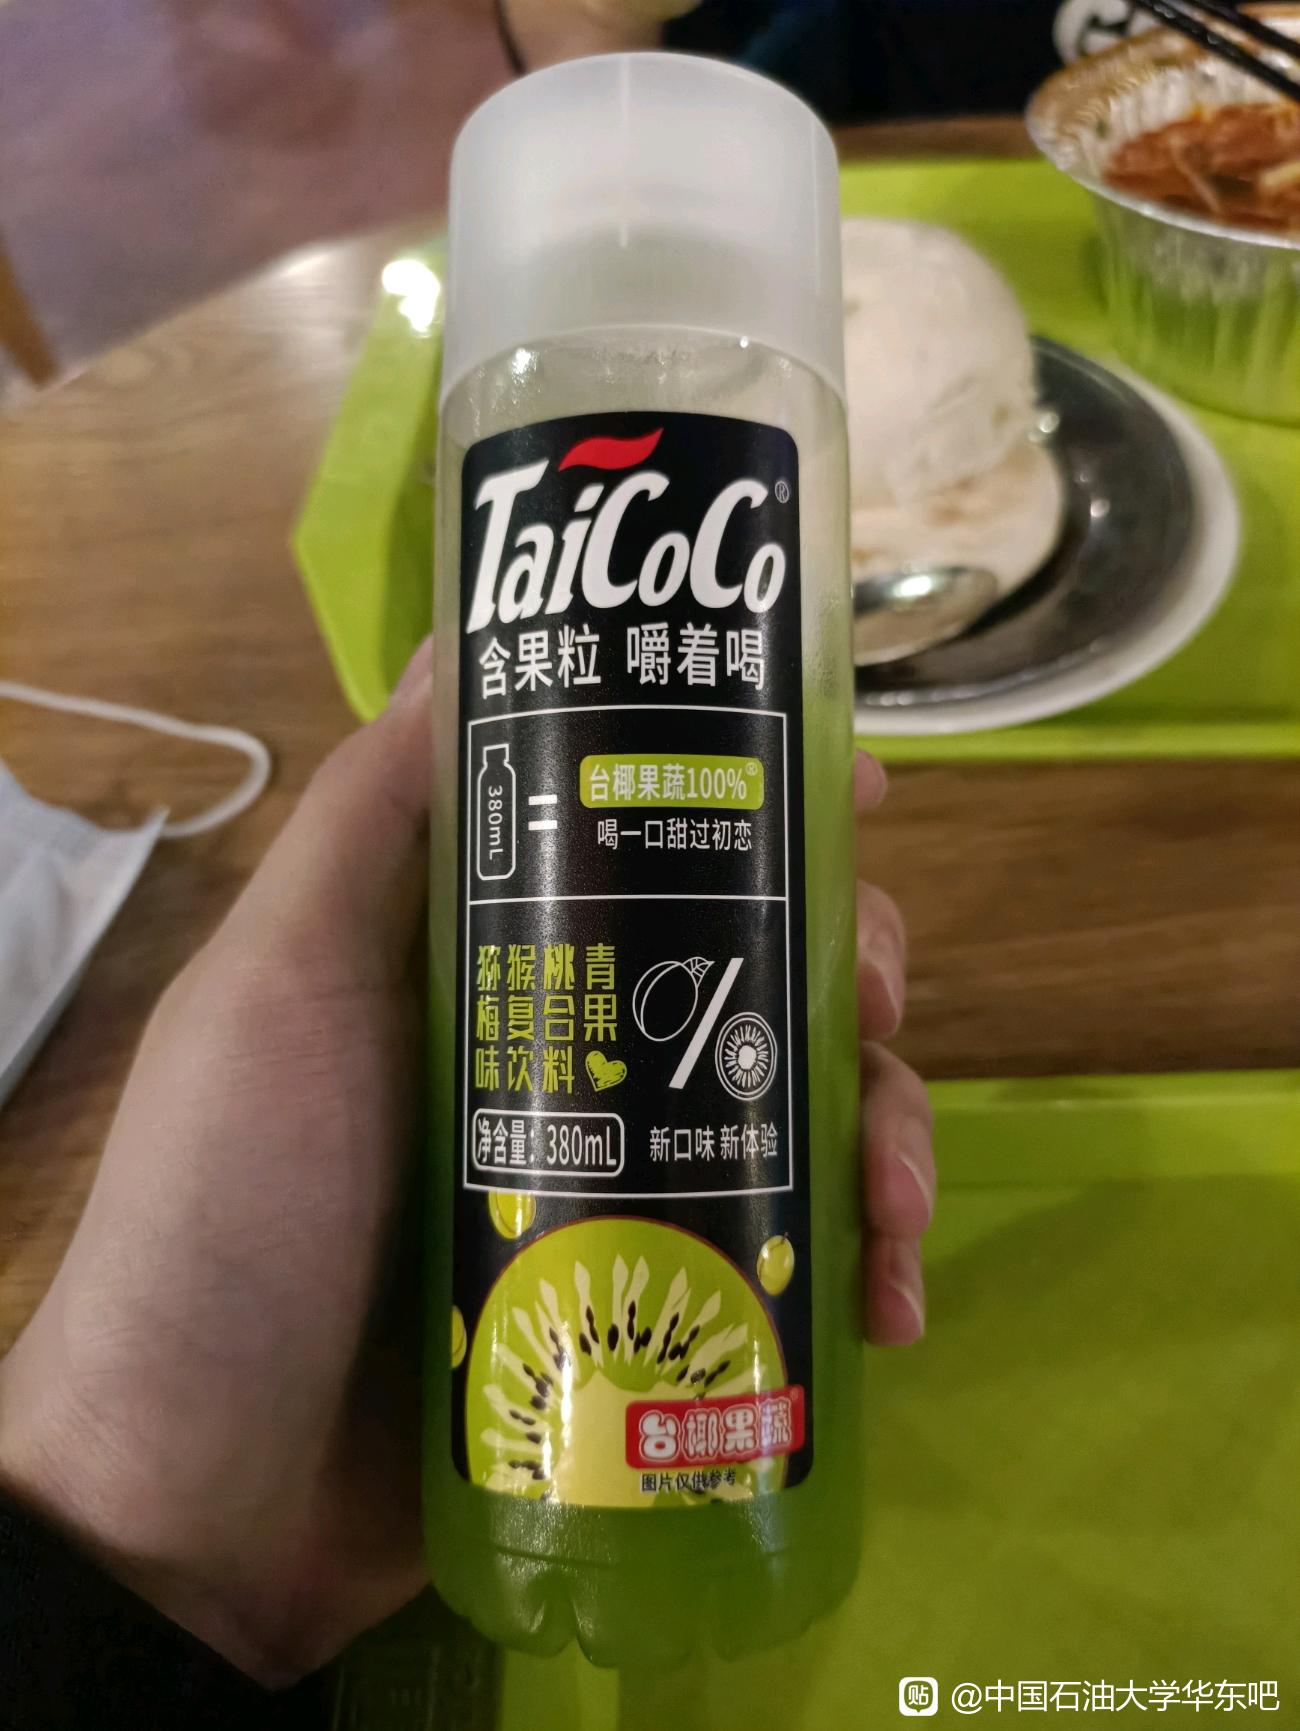 TaiCoCo®
含果粒 嚼着喝
380mL
=
台椰果蔬100%®
喝一口甜过初恋
猕猴桃青
梅复合果
味饮料
净含量：380mL
新口味 新体验
台椰果蔬®
图片仅供参考
贴 @中国石油大学华东吧